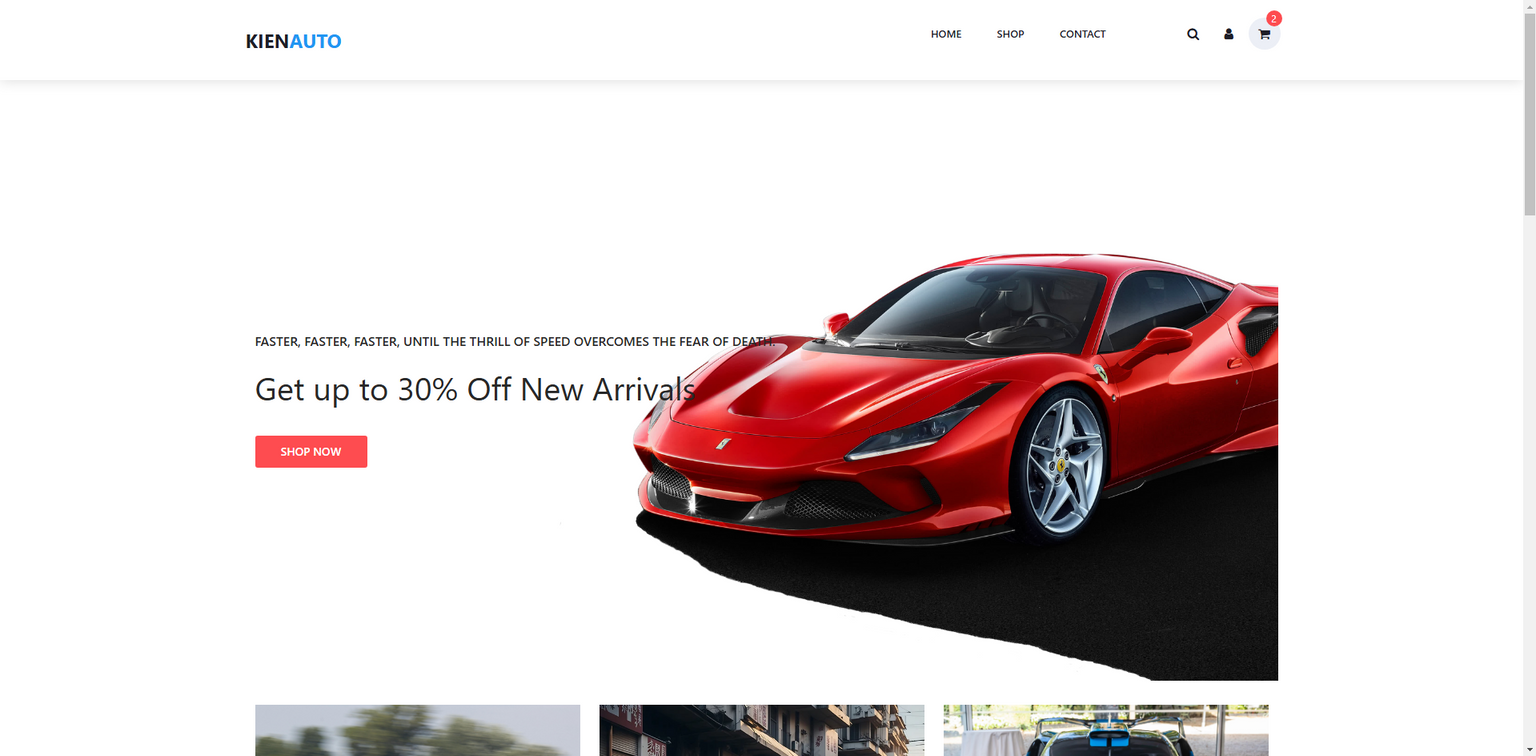 KIENAUTO
HOME SHOP CONTACT
2
FASTER, FASTER, FASTER, UNTIL THE THRILL OF SPEED OVERCOMES THE FEAR OF DEATH.
Get up to 30% Off New Arrivals
SHOP NOW